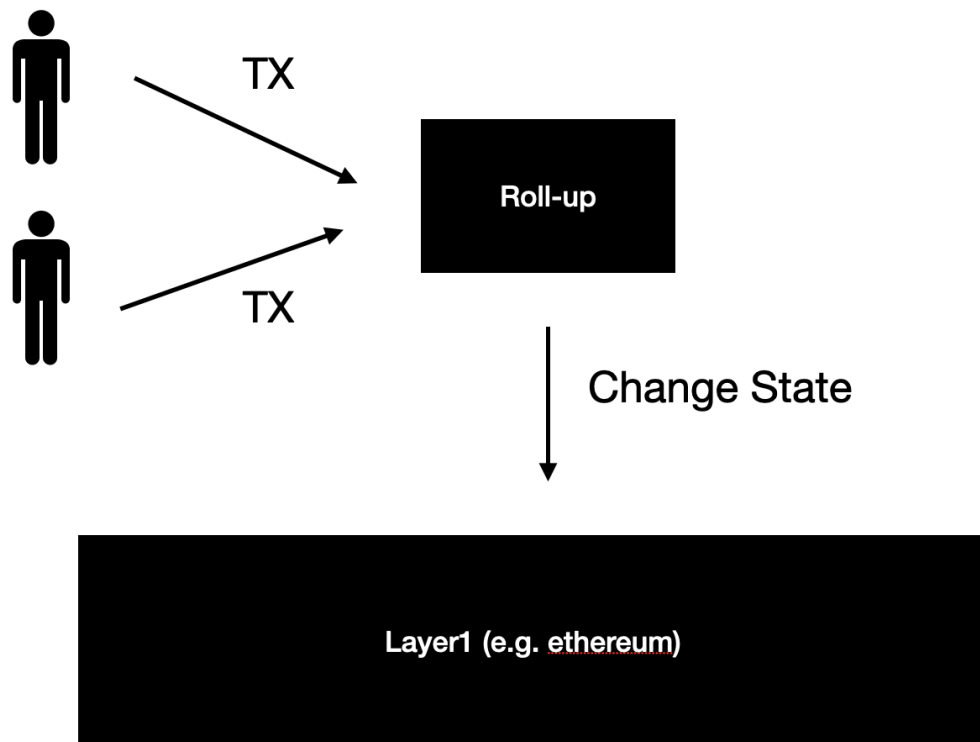 TX
Roll-up
TX
Change State
Layer1 (e.g. ethereum)